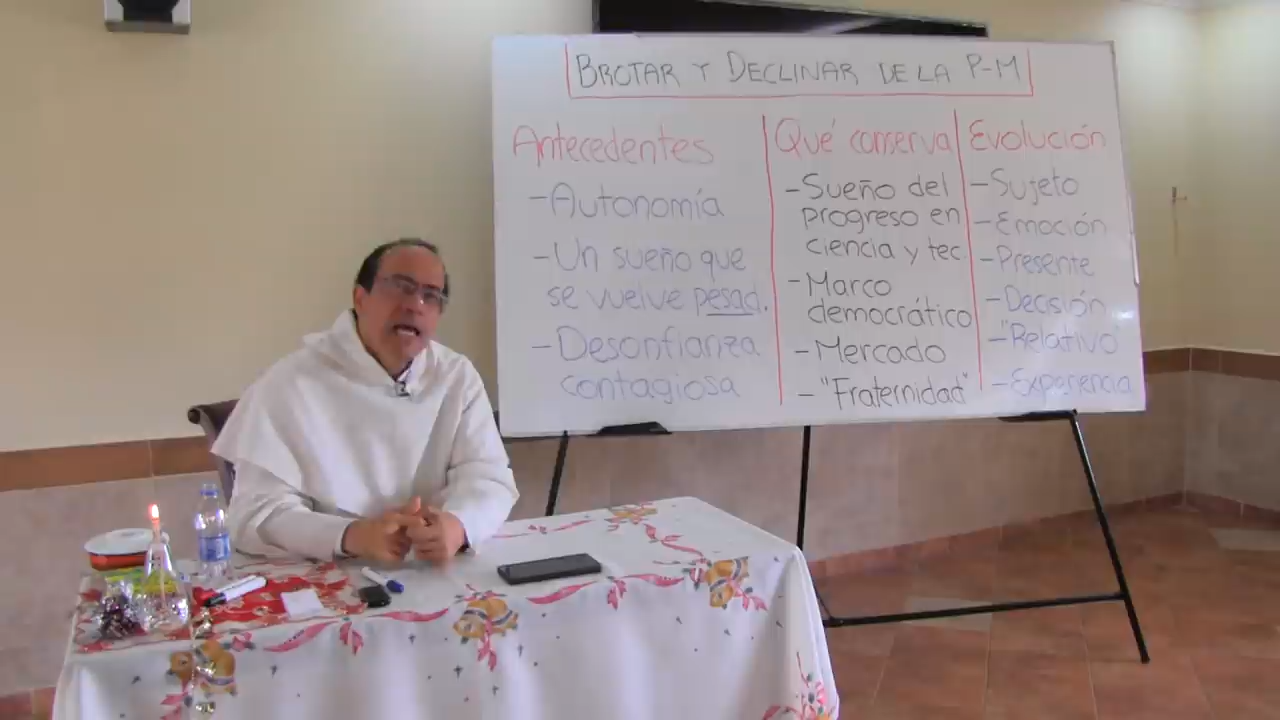 BROTAR Y DECLINAR DE LA P-M
Antecedentes
-Autonomía
-Un sueño que
se vuelve pesad.
-Desonfianza
contagiosa
Qué conserva
-Sueño del
progreso en
ciencia y tec.
-Marco
democrático
-Mercado
-"Fraternidad"
Evolución
-Sujeto
-Emoción
-Presente
-Decisión
-"Relativo"
-Experiencia